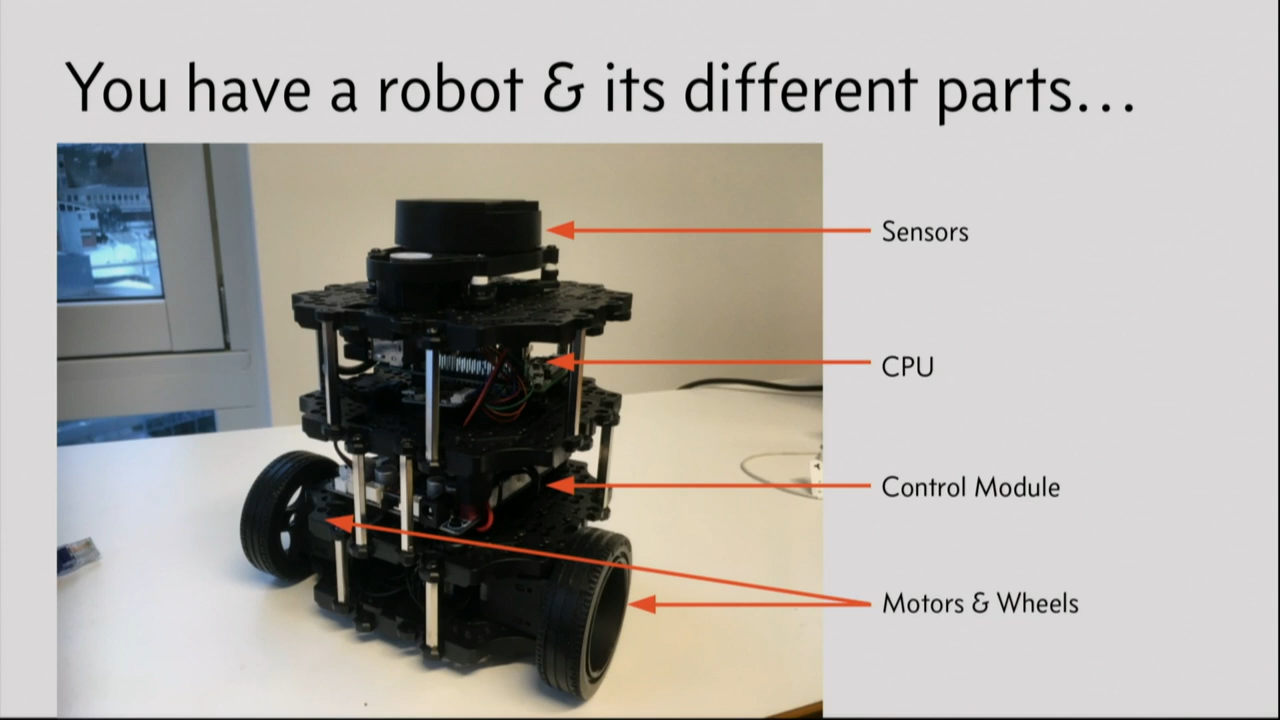 You have a robot & its different parts...
Sensors
CPU
Control Module
Motors & Wheels